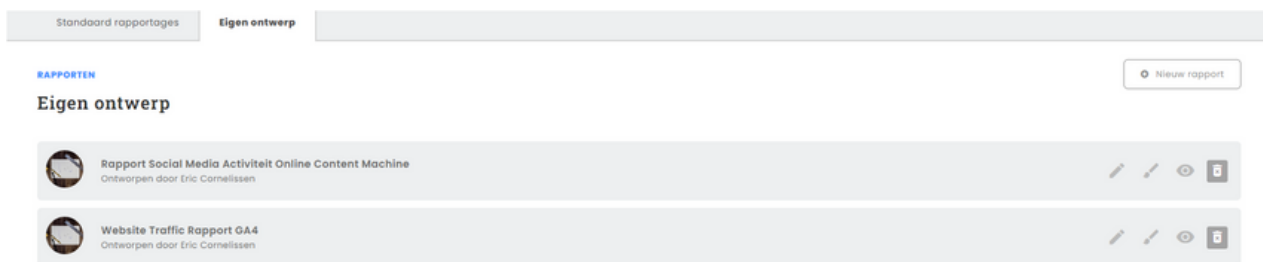 Standaard rapportages
Eigen ontwerp
RAPPORTEN
Nieuw rapport
Eigen ontwerp
Rapport Social Media Activiteit Online Content Machine
Ontworpen door Eric Cornelissen
Website Traffic Rapport GA4
Ontworpen door Eric Cornelissen